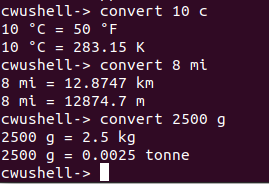 cwushell-> convert 10 c
10 °C = 50 °F
10 °C = 283.15 K
cwushell-> convert 8 mi
8 mi = 12.8747 km
8 mi = 12874.7 m
cwushell-> convert 2500 g
2500 g = 2.5 kg
2500 g = 0.0025 tonne
cwushell->